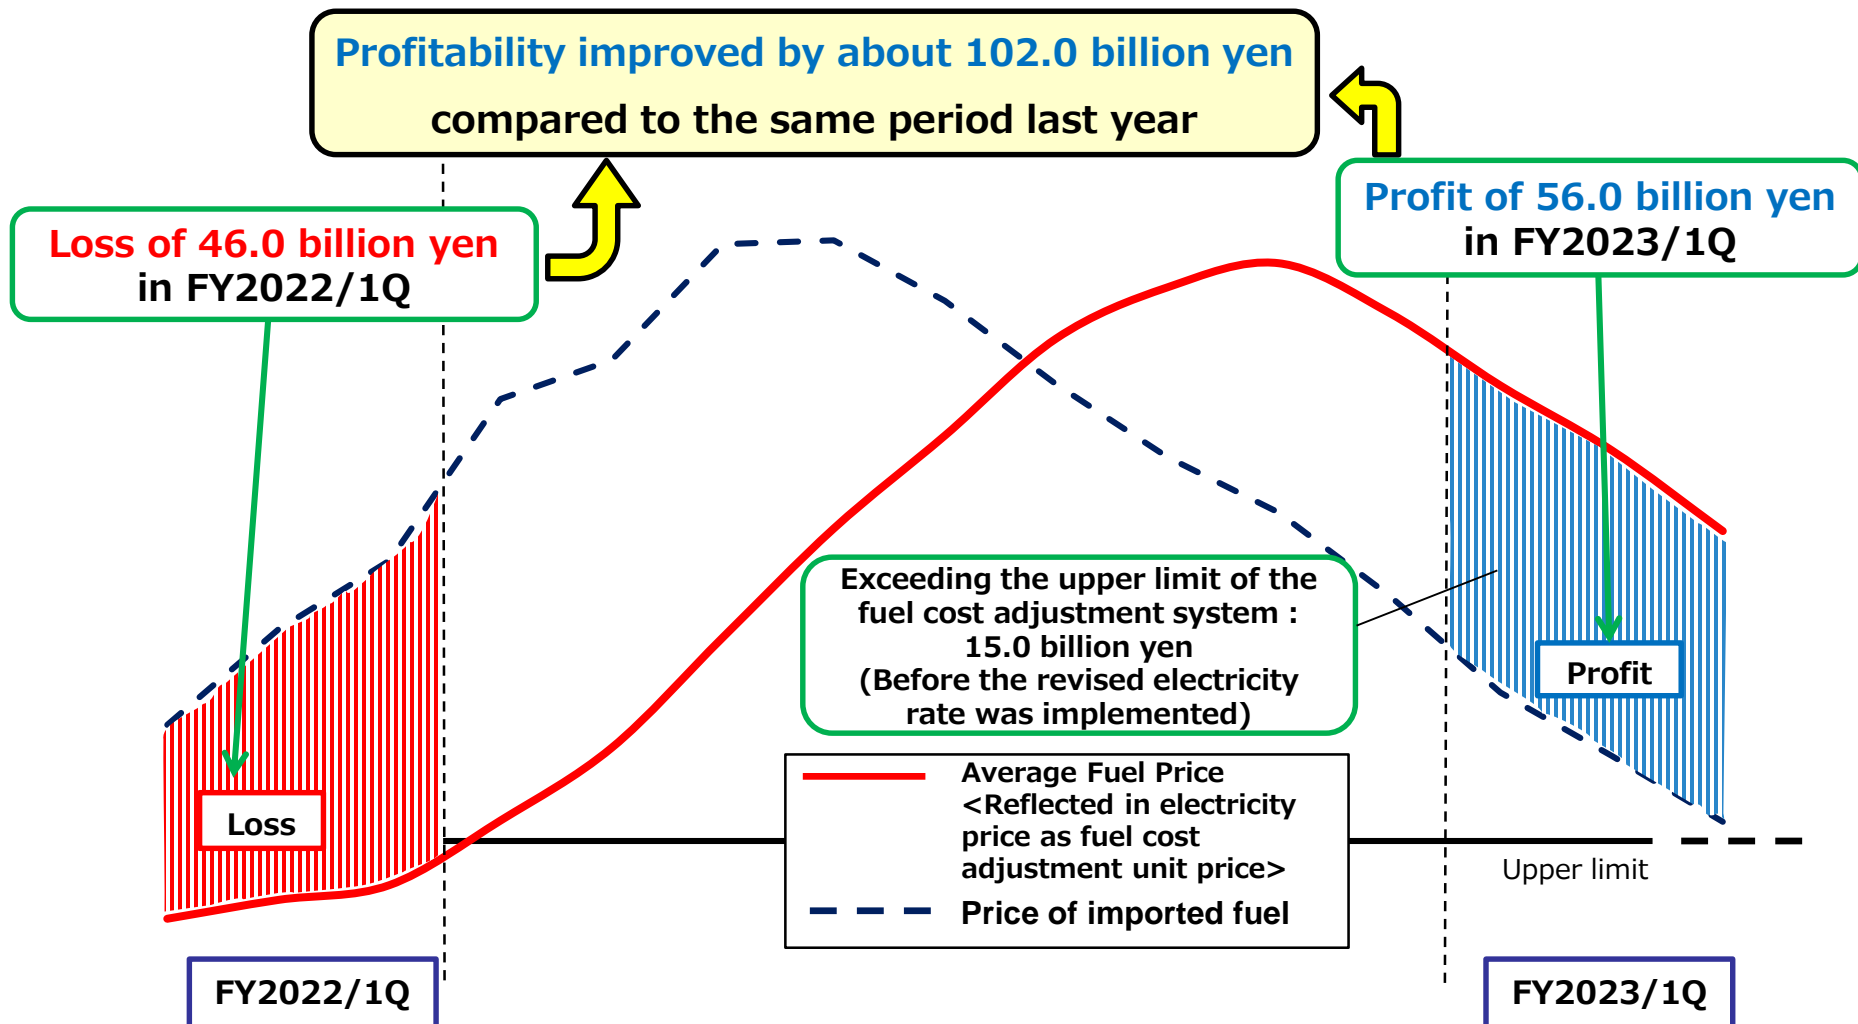 Profitability improved by about 102.0 billion yen
compared to the same period last year
Loss of 46.0 billion yen
in FY2022/1Q
Profit of 56.0 billion yen
in FY2023/1Q
Exceeding the upper limit of the
fuel cost adjustment system :
15.0 billion yen
(Before the revised electricity
rate was implemented)
Profit
Loss
Average Fuel Price
<Reflected in electricity
price as fuel cost
adjustment unit price>
Price of imported fuel
Upper limit
FY2022/1Q
FY2023/1Q